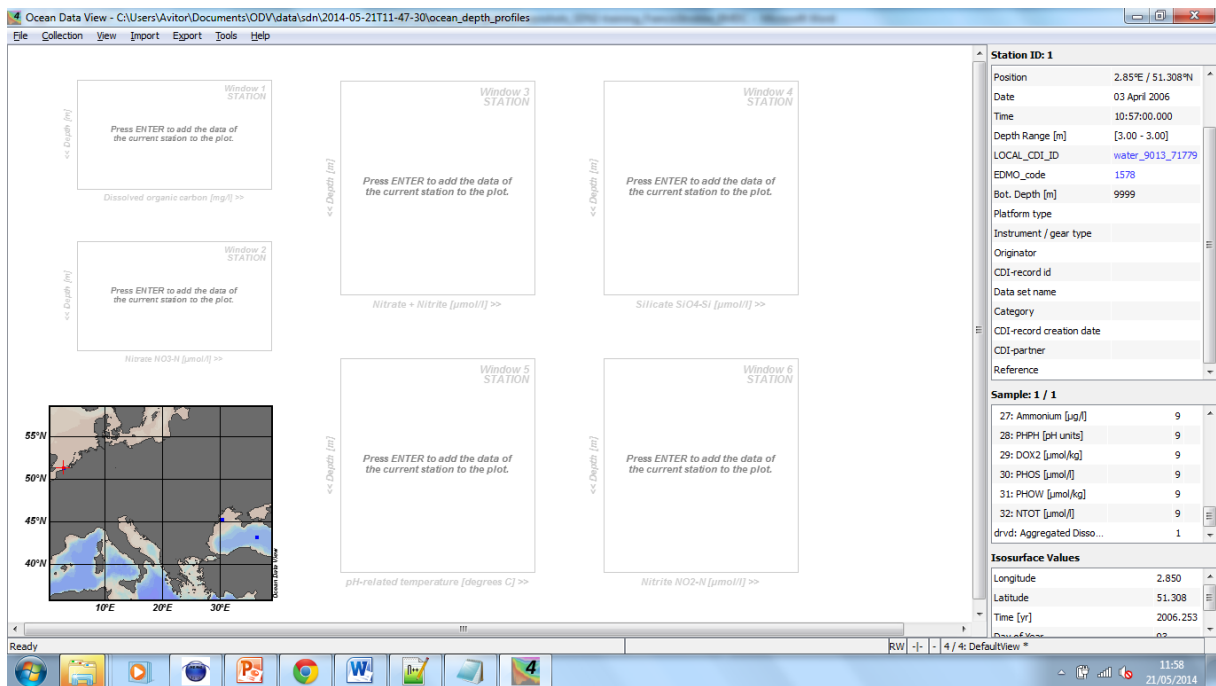 Ocean Data View - C:\Users\Avitor\Documents\ODV\data\sdn\2014-05-21T11-47-30\ocean_depth_profiles
File Collection View Import Export Tools Help
Window 1
STATION
Press ENTER to add the data of
the current station to the plot.
<< Depth [m]
Dissolved organic carbon [mg/l] >>
Window 2
STATION
Press ENTER to add the data of
the current station to the plot.
<< Depth [m]
Nitrate NO3-N [µmol/l] >>
Window 3
STATION
Press ENTER to add the data of
the current station to the plot.
<< Depth [m]
Nitrate + Nitrite [µmol/l] >>
Window 4
STATION
Press ENTER to add the data of
the current station to the plot.
<< Depth [m]
Silicate SiO4-Si [µmol/l] >>
Window 5
STATION
Press ENTER to add the data of
the current station to the plot.
<< Depth [m]
pH-related temperature [degrees C] >>
Window 6
STATION
Press ENTER to add the data of
the current station to the plot.
<< Depth [m]
Nitrite NO2-N [µmol/l] >>
55°N
50°N
45°N
40°N
10°E 20°E 30°E
Ocean Data View
Station ID: 1
Position 2.85°E / 51.308°N
Date 03 April 2006
Time 10:57:00.000
Depth Range [m] [3.00 - 3.00]
LOCAL_CDI_ID water_9013_71779
EDMO_code 1578
Bot. Depth [m] 9999
Platform type
Instrument / gear type
Originator
CDI-record id
Data set name
Category
CDI-record creation date
CDI-partner
Reference
Sample: 1 / 1
27: Ammonium [µg/l] 9
28: PHPH [pH units] 9
29: DOX2 [µmol/kg] 9
30: PHOS [µmol/l] 9
31: PHOW [µmol/kg] 9
32: NTOT [µmol/l] 9
drvd: Aggregated Disso... 1
Isosurface Values
Longitude 2.850
Latitude 51.308
Time [yr] 2006.253
Ready
RW -|- - 4 / 4: DefaultView *
11:58
21/05/2014